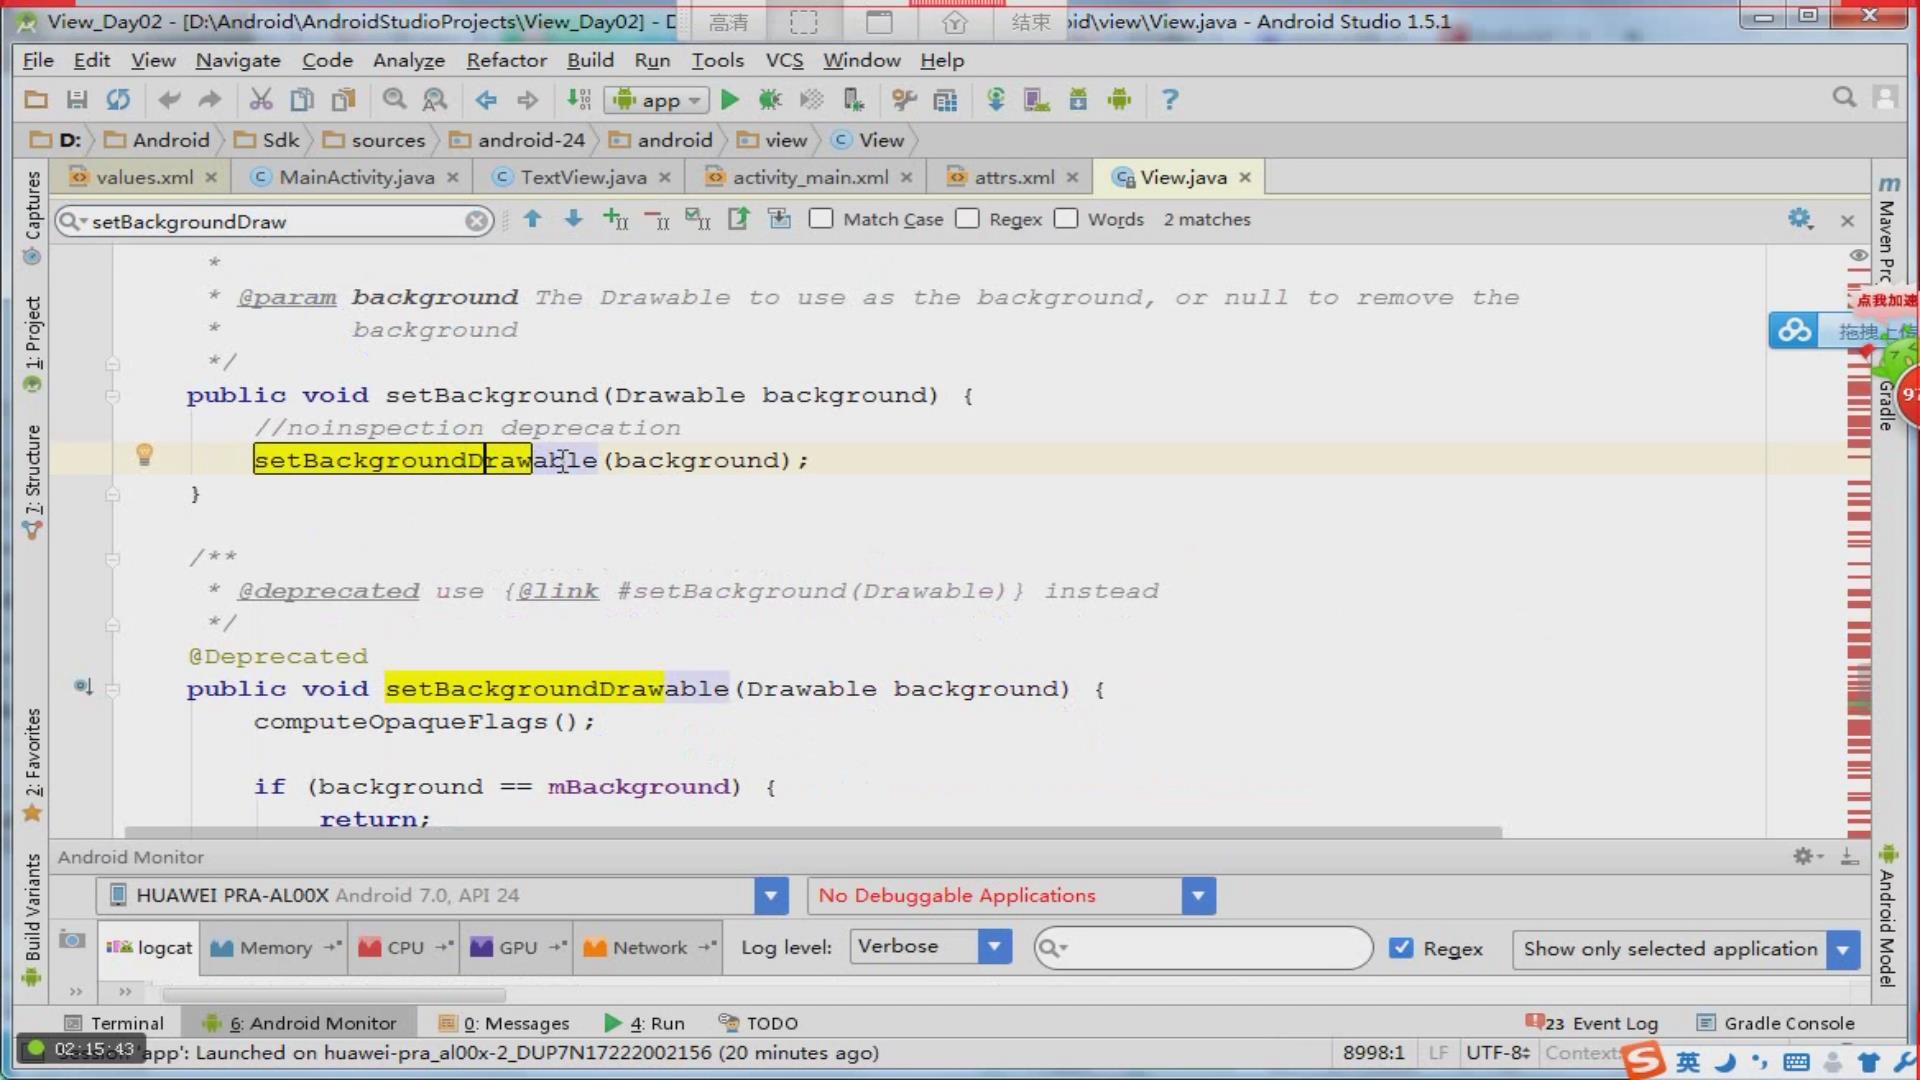 View_Day02 - [D:\Android\AndroidStudioProjects\View_Day02] - D
高清
结束
id\view\View.java - Android Studio 1.5.1
File Edit View Navigate Code Analyze Refactor Build Run Tools VCS Window Help
app
D: Android Sdk sources android-24 android view View
values.xml MainActivity.java TextView.java activity_main.xml attrs.xml View.java
setBackgroundDraw Match Case Regex Words 2 matches
*
* @param background The Drawable to use as the background, or null to remove the
* background
*/
public void setBackground(Drawable background) {
//noinspection deprecation
setBackgroundDrawable(background);
}
/**
* @deprecated use {@link #setBackground(Drawable)} instead
*/
@Deprecated
public void setBackgroundDrawable(Drawable background) {
computeOpaqueFlags();
if (background == mBackground) {
return;
Captures
1: Project
7: Structure
2: Favorites
Build Variants
Maven Pro
点我加速
拖拽上传
97
Gradle
Android Model
Android Monitor
HUAWEI PRA-AL00X Android 7.0, API 24 No Debuggable Applications
logcat Memory CPU GPU Network Log level: Verbose Regex Show only selected application
Terminal 6: Android Monitor 0: Messages 4: Run TODO 23 Event Log Gradle Console
02:15:43 'app': Launched on huawei-pra_al00x-2_DUP7N17222002156 (20 minutes ago) 8998:1 LF UTF-8 Context:
英